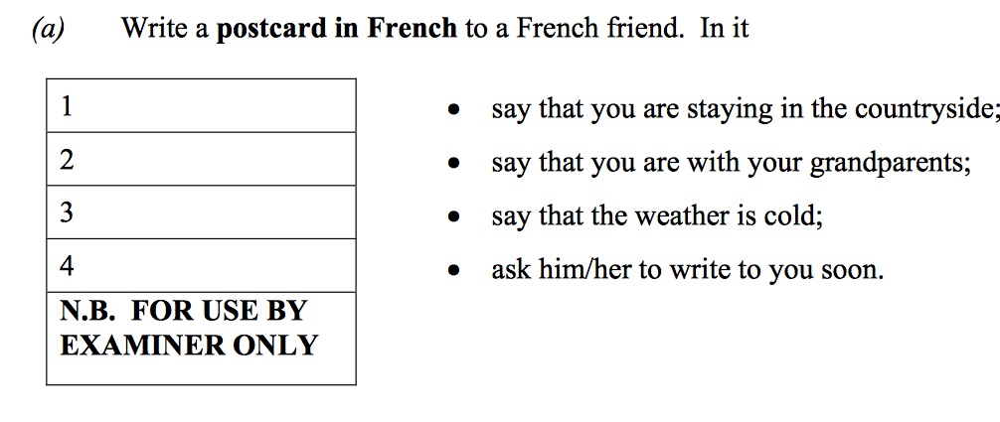 (a) Write a postcard in French to a French friend. In it
1
2
3
4
N.B. FOR USE BY
EXAMINER ONLY
• say that you are staying in the countryside;
• say that you are with your grandparents;
• say that the weather is cold;
• ask him/her to write to you soon.